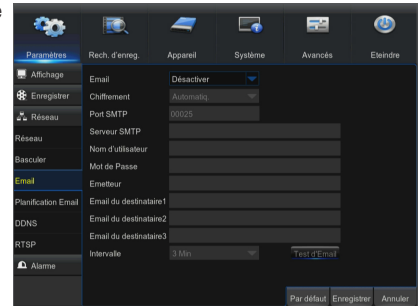 e
Paramètres Rech. d'enreg. Appareil Système Avancés Eteindre
Affichage
Enregistrer
Réseau
Réseau
Basculer
Email
Planification Email
DDNS
RTSP
Alarme
Email Désactiver
Chiffrement Automatiq.
Port SMTP 00025
Serveur SMTP
Nom d'utilisateur
Mot de Passe
Emetteur
Email du destinataire1
Email du destinataire2
Email du destinataire3
Intervalle 3 Min Test d'Email
Par défaut Enregistrer Annuler